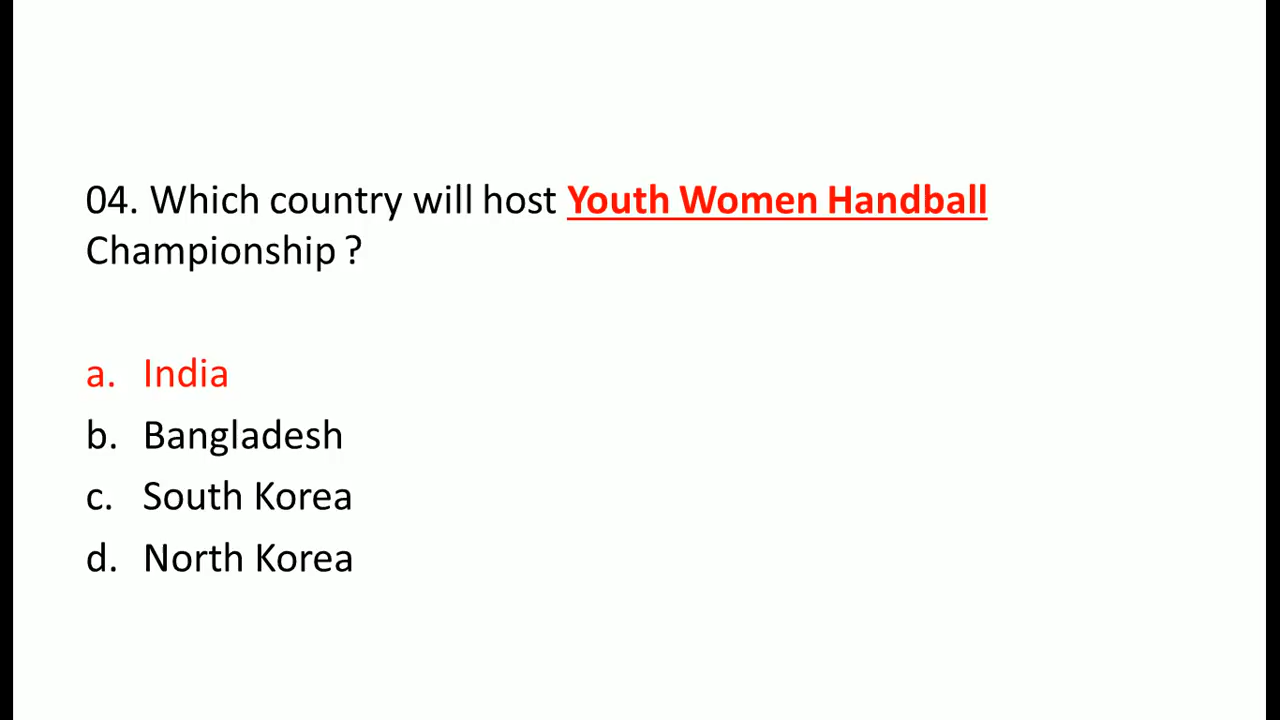 04. Which country will host Youth Women Handball
Championship ?
a. India
b. Bangladesh
c. South Korea
d. North Korea